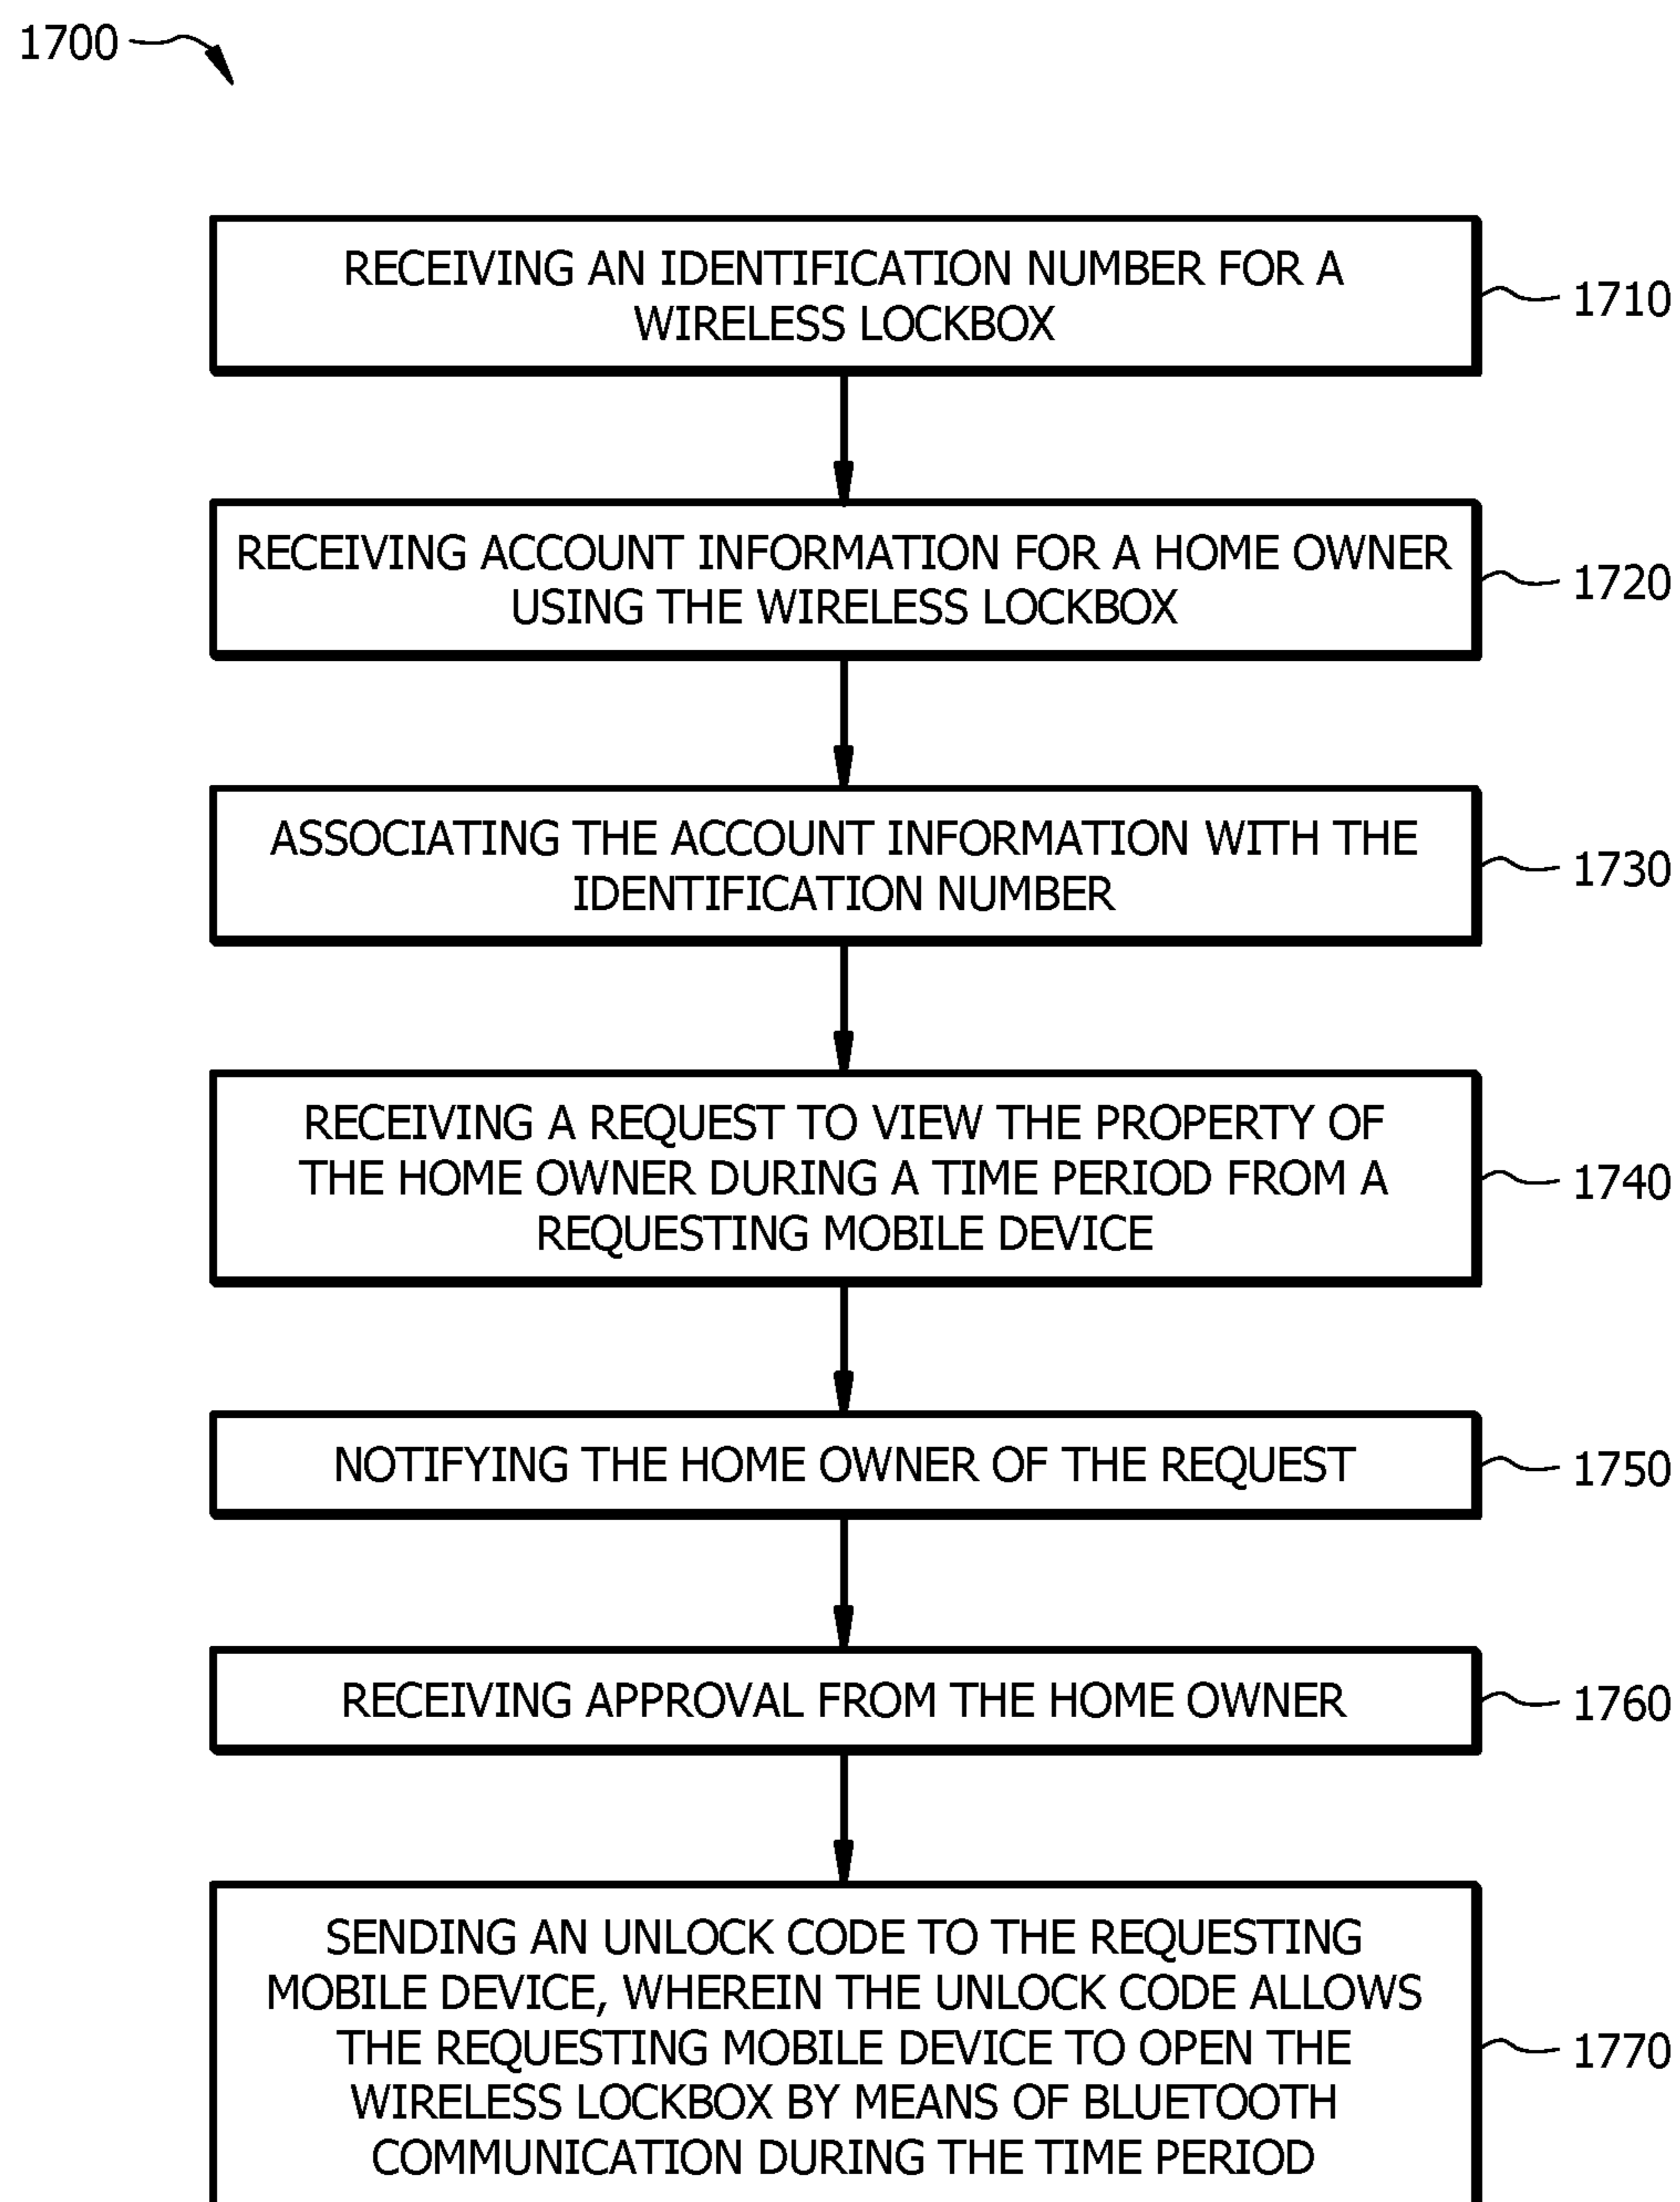 1700
RECEIVING AN IDENTIFICATION NUMBER FOR A
WIRELESS LOCKBOX
1710
RECEIVING ACCOUNT INFORMATION FOR A HOME OWNER
USING THE WIRELESS LOCKBOX
1720
ASSOCIATING THE ACCOUNT INFORMATION WITH THE
IDENTIFICATION NUMBER
1730
RECEIVING A REQUEST TO VIEW THE PROPERTY OF
THE HOME OWNER DURING A TIME PERIOD FROM A
REQUESTING MOBILE DEVICE
1740
NOTIFYING THE HOME OWNER OF THE REQUEST
1750
RECEIVING APPROVAL FROM THE HOME OWNER
1760
SENDING AN UNLOCK CODE TO THE REQUESTING
MOBILE DEVICE, WHEREIN THE UNLOCK CODE ALLOWS
THE REQUESTING MOBILE DEVICE TO OPEN THE
WIRELESS LOCKBOX BY MEANS OF BLUETOOTH
COMMUNICATION DURING THE TIME PERIOD
1770